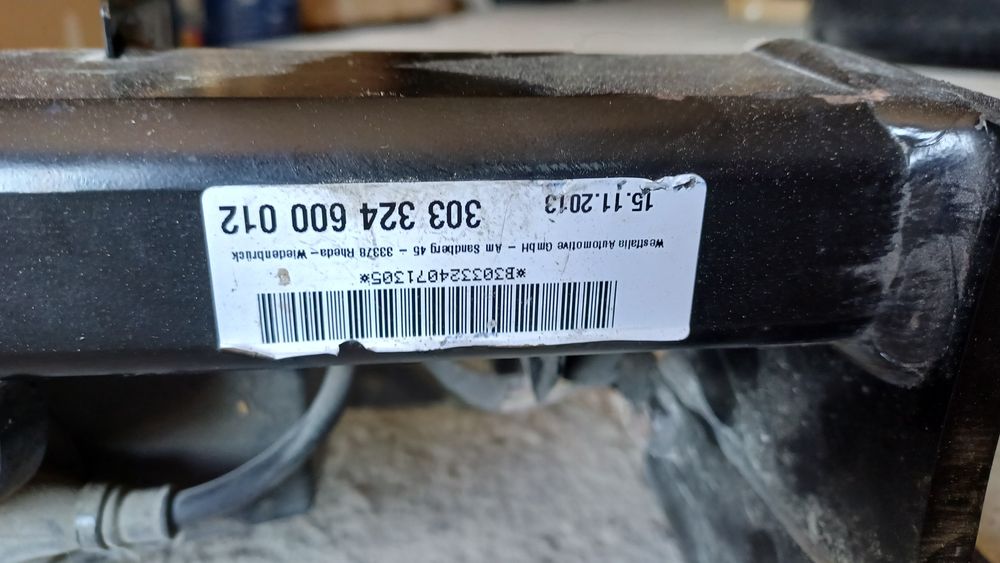 *B303324071305*
Westfalia Automotive GmbH - Am Sandberg 45 - 33378 Rheda-Wiedenbrück
15.11.2013 303 324 600 012